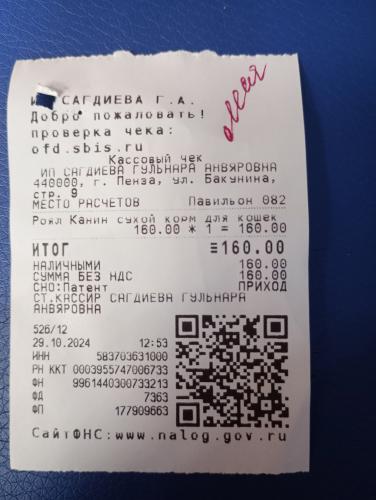 ИП САГДИЕВА Г.А.
Добро пожаловать!
проверка чека:
ofd.sbis.ru
Кассовый чек
ИП САГДИЕВА ГУЛЬНАРА АНВЯРОВНА
440000, г. Пенза, ул. Бакунина,
стр. 9
МЕСТО РАСЧЕТОВ Павильон 082
Роял Канин сухой корм для кошек
160.00 * 1 = 160.00
ИТОГ ≡160.00
НАЛИЧНЫМИ 160.00
СУММА БЕЗ НДС 160.00
СНО:Патент ПРИХОД
СТ.КАССИР САГДИЕВА ГУЛЬНАРА
АНВЯРОВНА
526/12
29.10.2024 12:53
ИНН 583703631000
РН ККТ 0003955747006733
ФН 9961440300733213
ФД 7363
ФП 177909663
СайтФНС:www.nalog.gov.ru